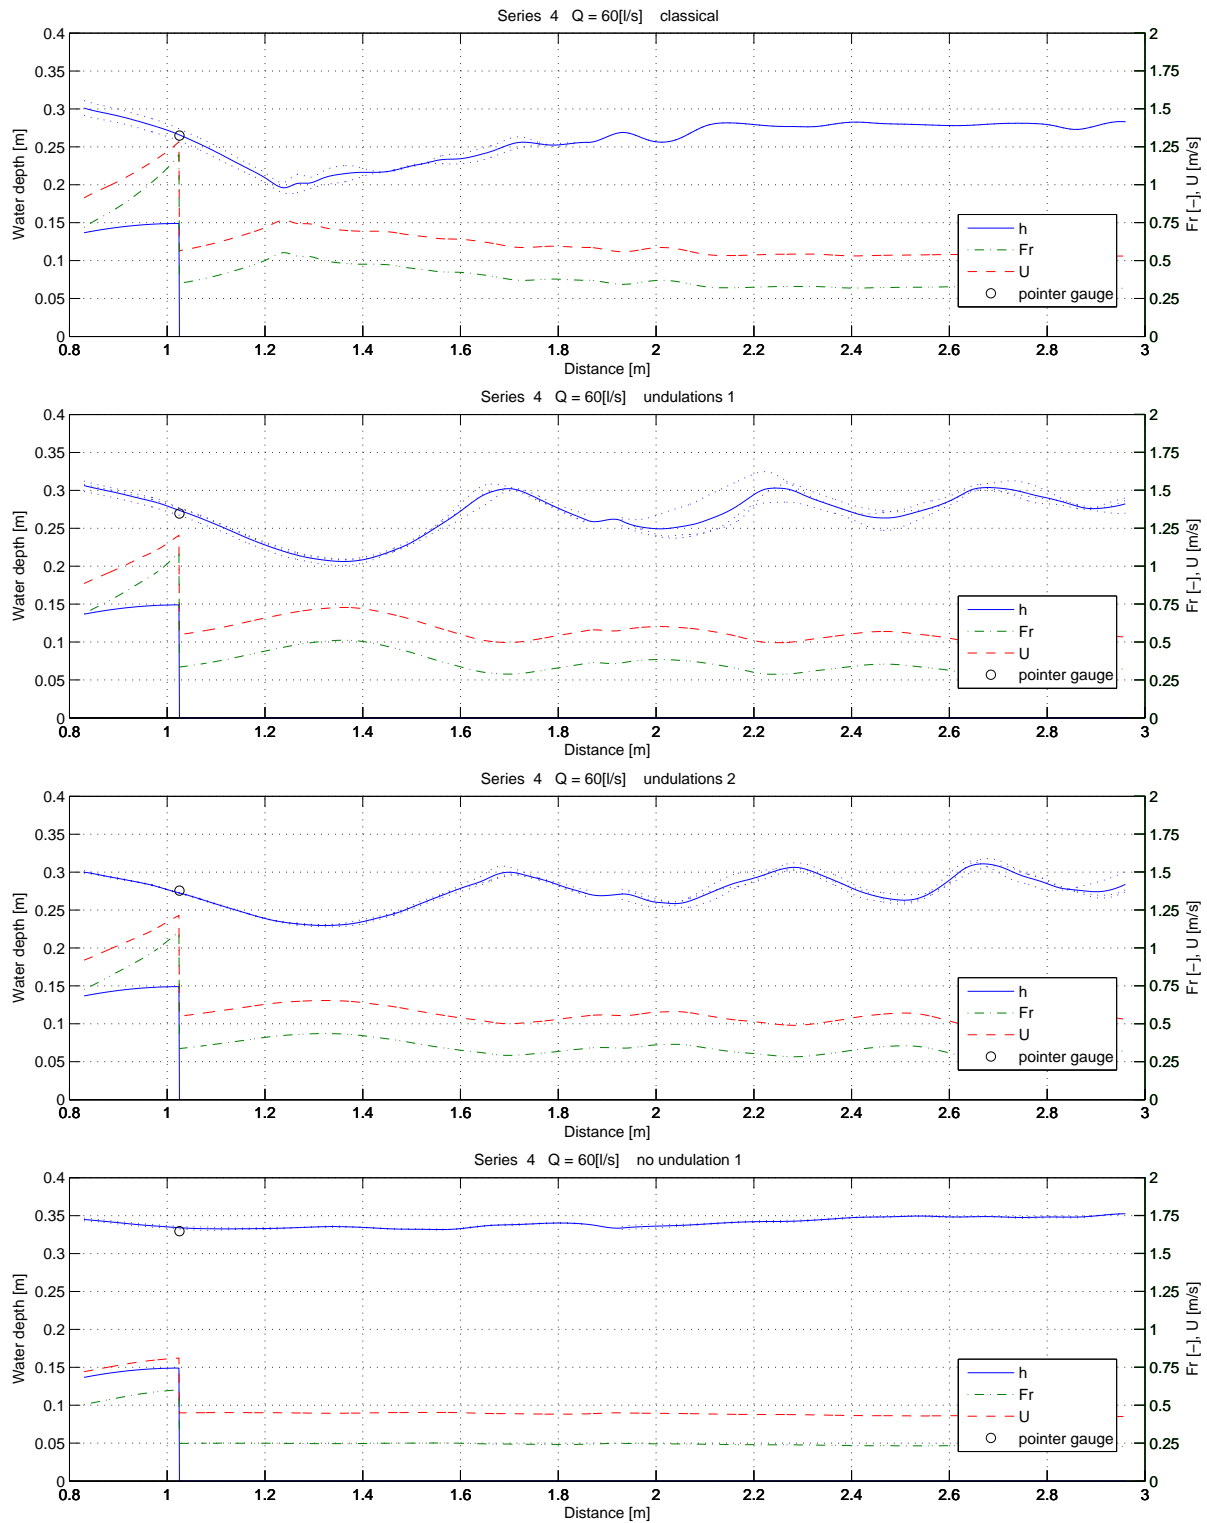 Series 4 Q = 60[l/s] classical
0.4 0.35 0.3 0.25 0.2 0.15 0.1 0.05 0
Water depth [m]
2 1.75 1.5 1.25 1 0.75 0.5 0.25 0
Fr [−], U [m/s]
h
Fr
U
pointer gauge
0.8 1 1.2 1.4 1.6 1.8 2 2.2 2.4 2.6 2.8 3
Distance [m]
Series 4 Q = 60[l/s] undulations 1
0.4 0.35 0.3 0.25 0.2 0.15 0.1 0.05 0
Water depth [m]
2 1.75 1.5 1.25 1 0.75 0.5 0.25 0
Fr [−], U [m/s]
h
Fr
U
pointer gauge
0.8 1 1.2 1.4 1.6 1.8 2 2.2 2.4 2.6 2.8 3
Distance [m]
Series 4 Q = 60[l/s] undulations 2
0.4 0.35 0.3 0.25 0.2 0.15 0.1 0.05 0
Water depth [m]
2 1.75 1.5 1.25 1 0.75 0.5 0.25 0
Fr [−], U [m/s]
h
Fr
U
pointer gauge
0.8 1 1.2 1.4 1.6 1.8 2 2.2 2.4 2.6 2.8 3
Distance [m]
Series 4 Q = 60[l/s] no undulation 1
0.4 0.35 0.3 0.25 0.2 0.15 0.1 0.05 0
Water depth [m]
2 1.75 1.5 1.25 1 0.75 0.5 0.25 0
Fr [−], U [m/s]
h
Fr
U
pointer gauge
0.8 1 1.2 1.4 1.6 1.8 2 2.2 2.4 2.6 2.8 3
Distance [m]